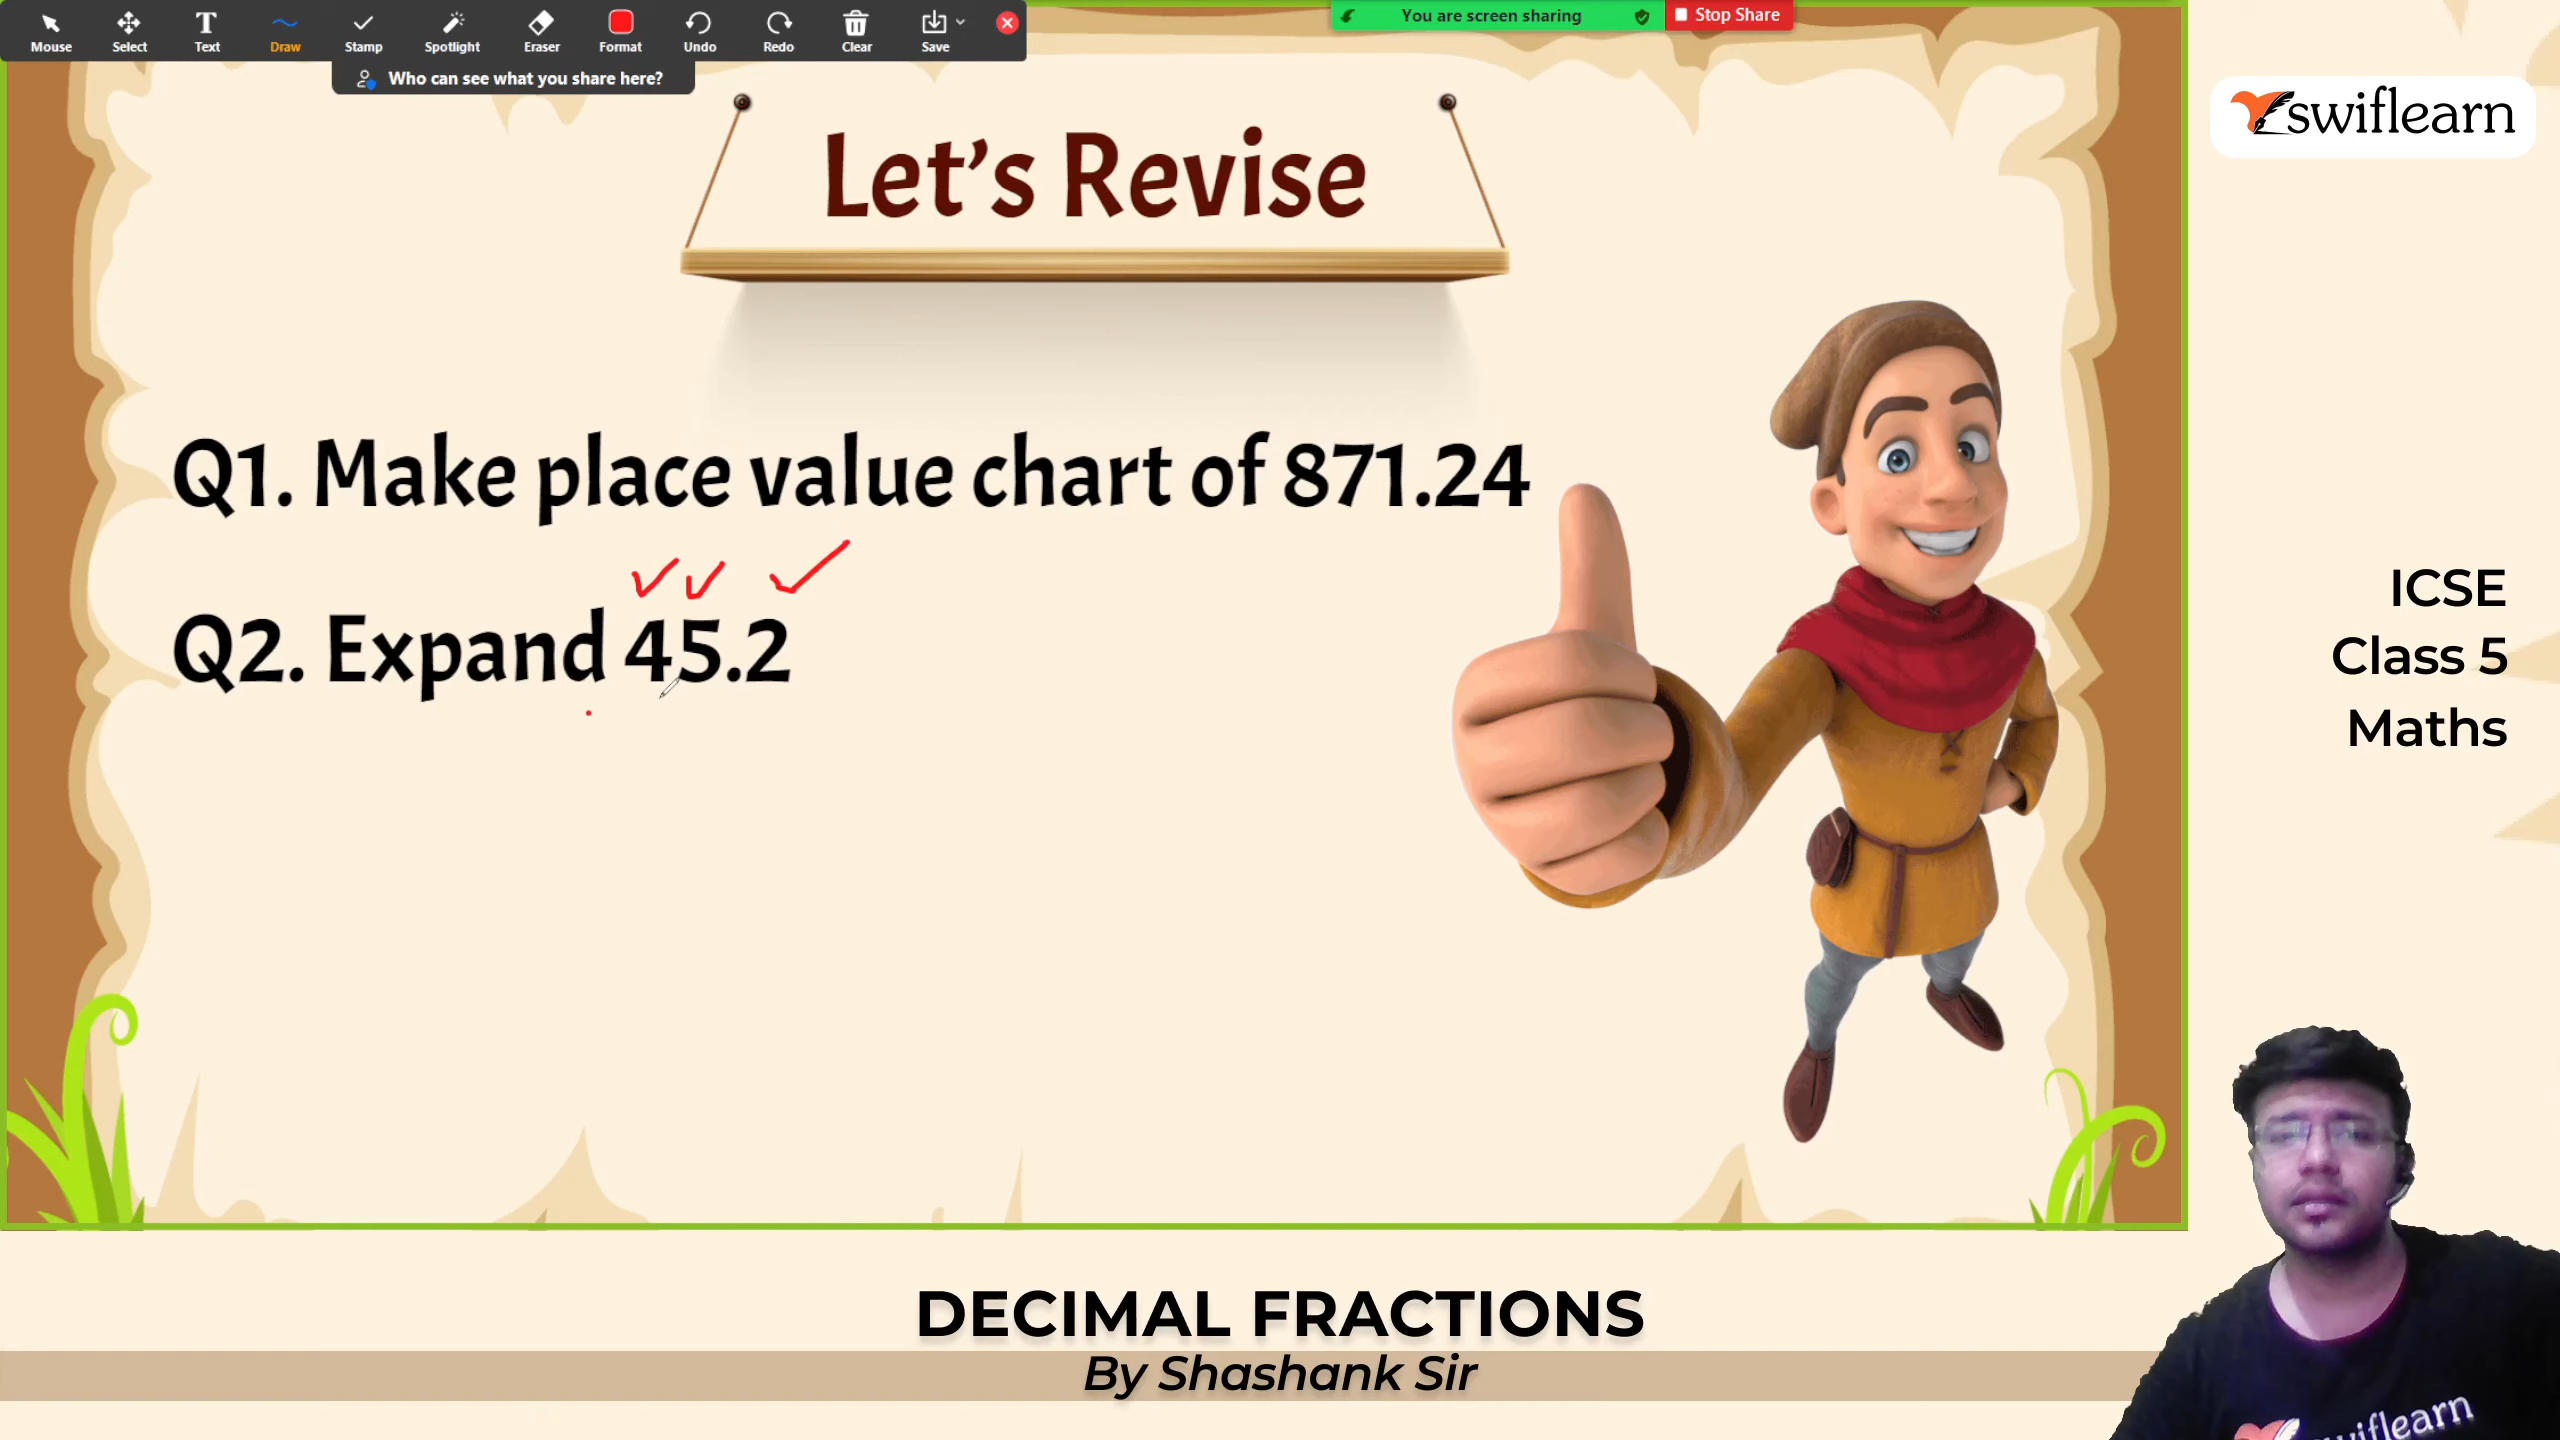 Mouse Select Text Draw Stamp Spotlight Eraser Format Undo Redo Clear Save
You are screen sharing Stop Share
Who can see what you share here?
swiflearn
Let's Revise
Q1. Make place value chart of 871.24
Q2. Expand 45.2
ICSE
Class 5
Maths
DECIMAL FRACTIONS
By Shashank Sir
swiflearn